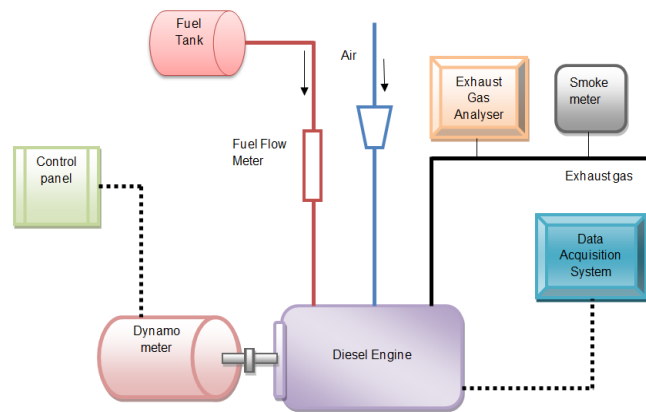 Fuel
Tank
Air
Exhaust
Gas
Analyser
Smoke
meter
Fuel Flow
Meter
Control
panel
Exhaust gas
Data
Acquisition
System
Dynamo
meter
Diesel Engine